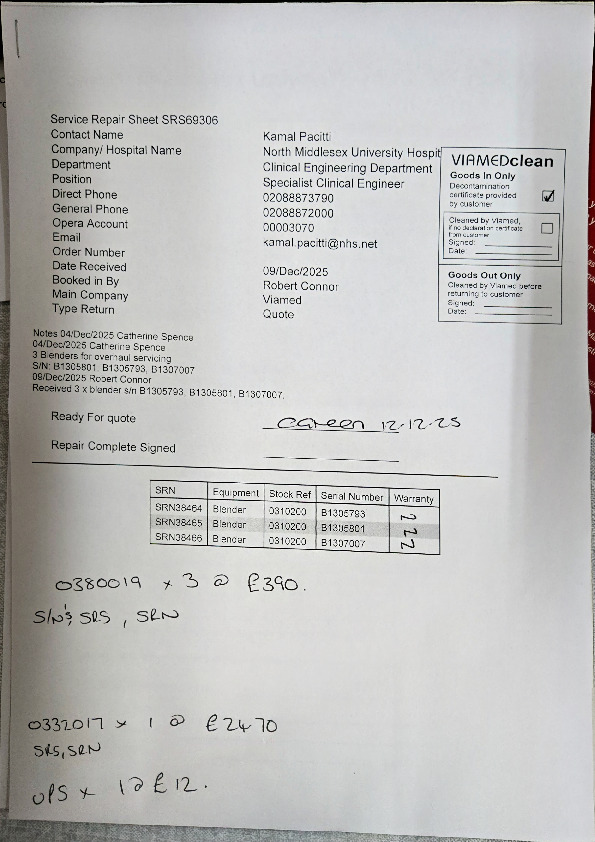 Service Repair Sheet SRS69306
Contact Name Kamal Pacitti
Company/ Hospital Name North Middlesex University Hospit
Department Clinical Engineering Department
Position Specialist Clinical Engineer
Direct Phone 02088873790
General Phone 02088872000
Opera Account 00003070
Email kamal.pacitti@nhs.net
Order Number
Date Received 09/Dec/2025
Booked in By Robert Connor
Main Company Viamed
Type Return Quote
VIAMEDclean
Goods In Only
Decontamination
certificate provided
by customer
Cleaned by Viamed,
if no declaration certificate
from customer
Signed:
Date:
Goods Out Only
Cleaned by Viamed before
returning to customer
Signed:
Date:
Notes 04/Dec/2025 Catherine Spence
04/Dec/2025 Catherine Spence
3 Blenders for overhaul servicing
S/N: B1305801, B1305793, B1307007
09/Dec/2025 Robert Connor
Received 3 x blender s/n B1305793, B1305801, B1307007.
Ready For quote 12-12-25
Repair Complete Signed
SRN Equipment Stock Ref Serial Number Warranty
SRN38464 Blender 0310200 B1305793
SRN38465 Blender 0310200 B1305801
SRN38466 Blender 0310200 B1307007
0380019 x 3 @ £390.
S/N's, SRS, SRN
0332017 x 1 @ £2470
SRS, SRN
UPS x 1 @ £12.